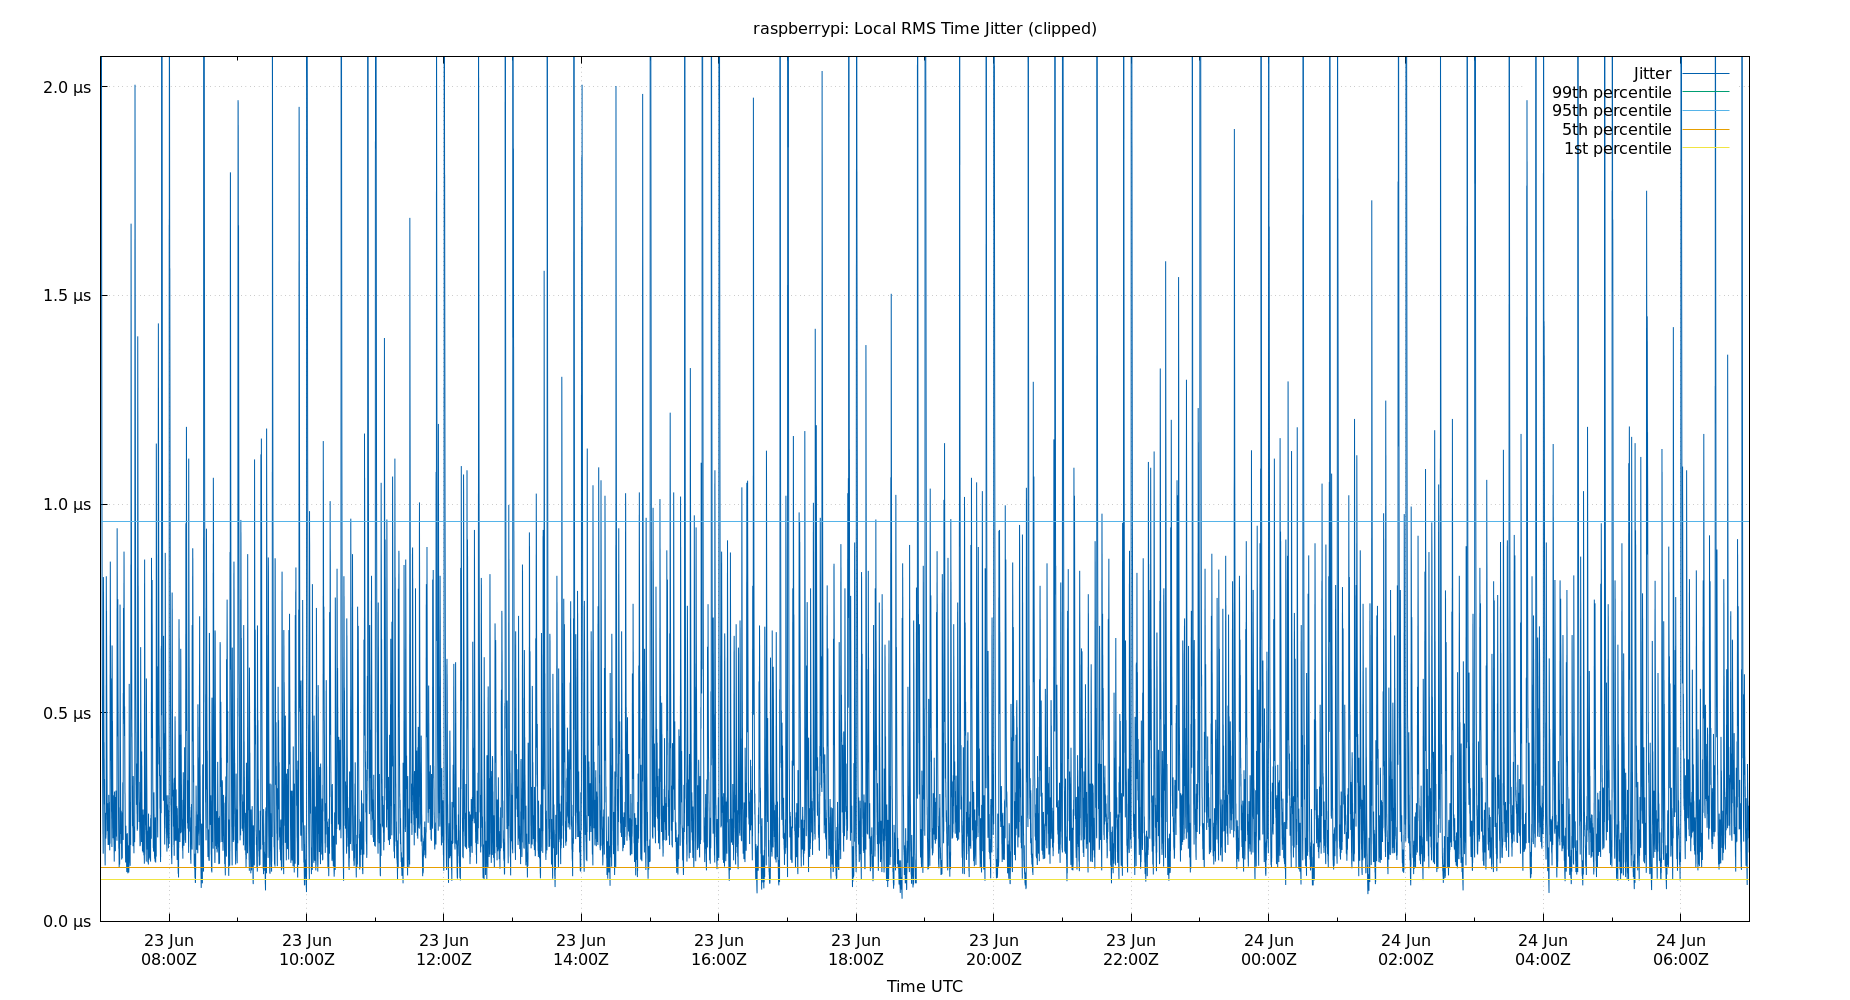 raspberrypi: Local RMS Time Jitter (clipped)
Jitter
99th percentile
95th percentile
5th percentile
1st percentile
2.0 µs
1.5 µs
1.0 µs
0.5 µs
0.0 µs
23 Jun 23 Jun 23 Jun 23 Jun 23 Jun 23 Jun 23 Jun 23 Jun 24 Jun 24 Jun 24 Jun 24 Jun
08:00Z 10:00Z 12:00Z 14:00Z 16:00Z 18:00Z 20:00Z 22:00Z 00:00Z 02:00Z 04:00Z 06:00Z
Time UTC